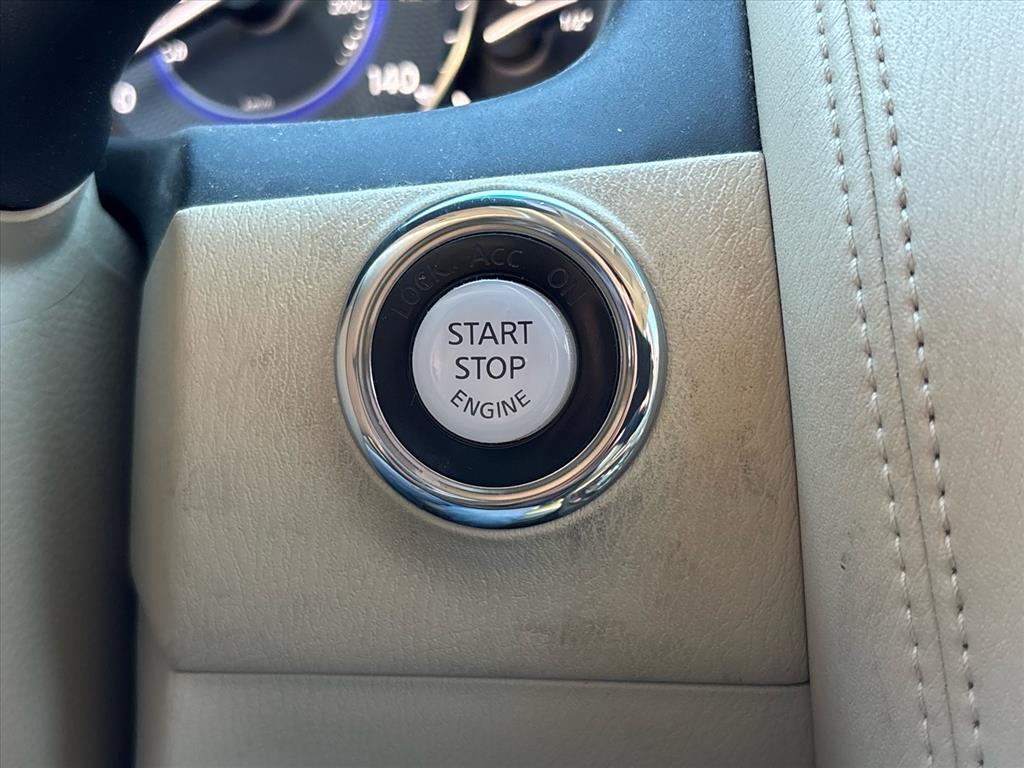 140
LOCK. Acc ON
START
STOP
ENGINE